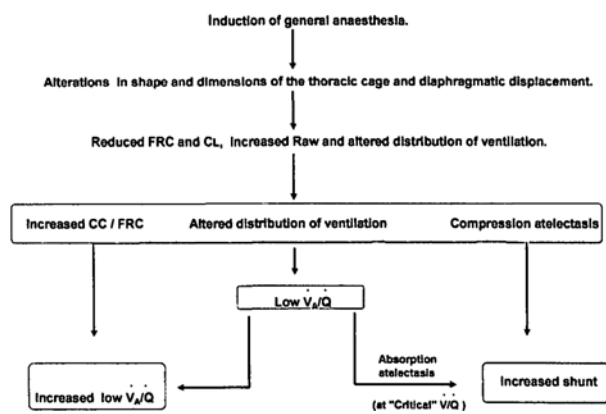 Induction of general anaesthesia.
Alterations in shape and dimensions of the thoracic cage and diaphragmatic displacement.
Reduced FRC and CL, Increased Raw and altered distribution of ventilation.
Increased CC / FRC Altered distribution of ventilation Compression atelectasis
Low V̇A/Q̇
Absorption
atelectasis
Increased low V̇A/Q̇
(at "Critical" V̇/Q̇ )
Increased shunt